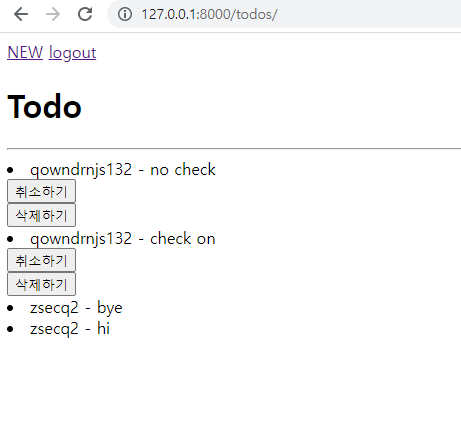 127.0.0.1:8000/todos/
NEW logout
Todo
qowndrnjs132 - no check
취소하기
삭제하기
qowndrnjs132 - check on
취소하기
삭제하기
zsecq2 - bye
zsecq2 - hi